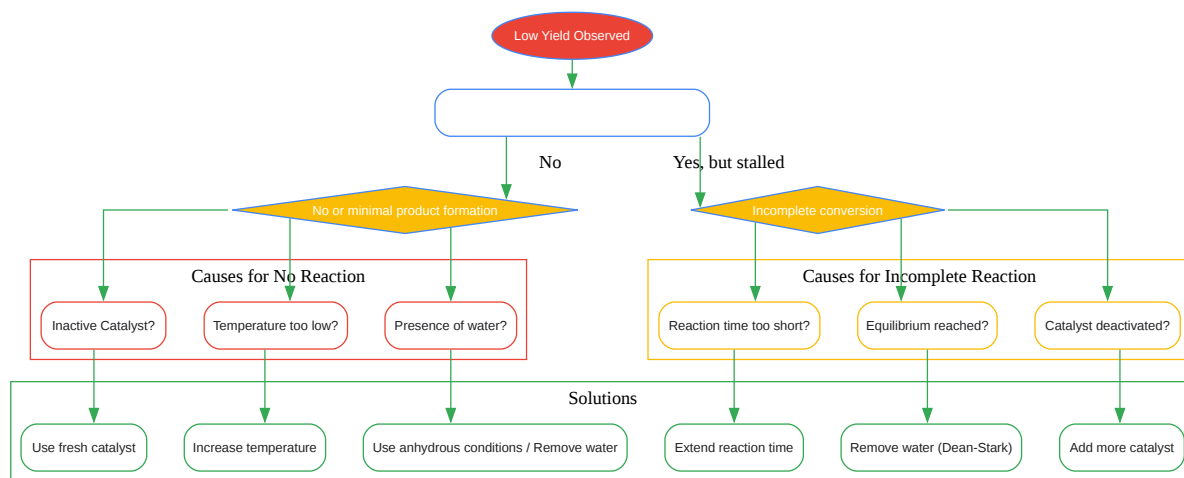 Low Yield Observed
No
Yes, but stalled
No or minimal product formation
Incomplete conversion
Causes for No Reaction
Causes for Incomplete Reaction
Inactive Catalyst?
Temperature too low?
Presence of water?
Reaction time too short?
Equilibrium reached?
Catalyst deactivated?
Solutions
Use fresh catalyst
Increase temperature
Use anhydrous conditions / Remove water
Extend reaction time
Remove water (Dean-Stark)
Add more catalyst